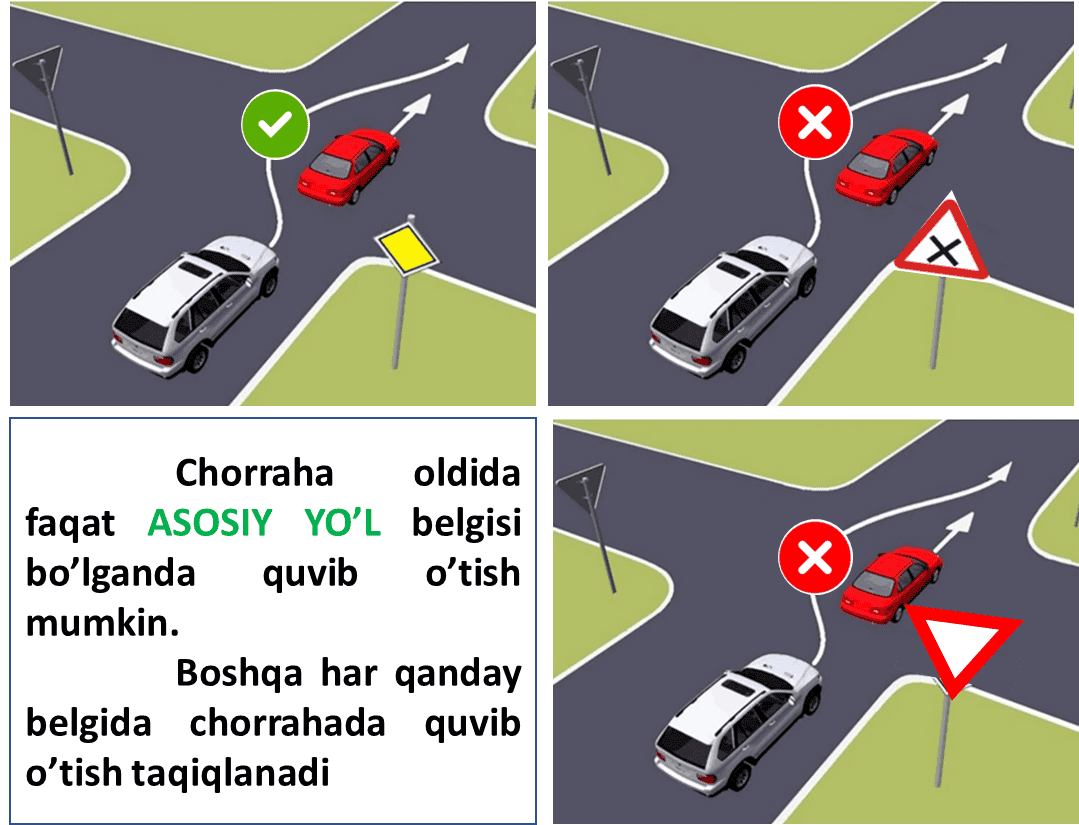 Chorraha oldida
faqat ASOSIY YO’L belgisi
bo’lganda quvib o’tish
mumkin.
Boshqa har qanday
belgida chorrahada quvib
o’tish taqiqlanadi